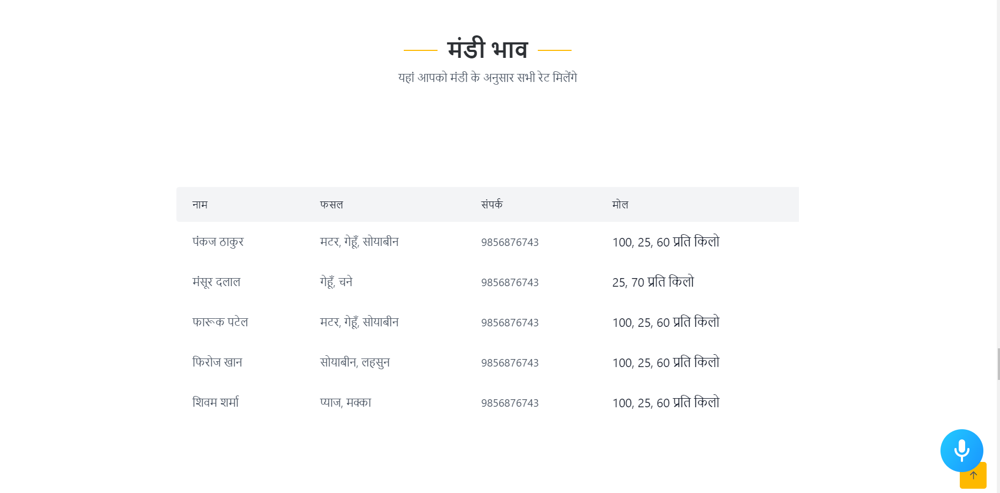 मंडी भाव
यहां आपको मंडी के अनुसार सभी रेट मिलेंगे
नाम फसल संपर्क मोल
पंकज ठाकुर मटर, गेहूँ, सोयाबीन 9856876743 100, 25, 60 प्रति किलो
मंसूर दलाल गेहूँ, चने 9856876743 25, 70 प्रति किलो
फारूक पटेल मटर, गेहूँ, सोयाबीन 9856876743 100, 25, 60 प्रति किलो
फिरोज खान सोयाबीन, लहसुन 9856876743 100, 25, 60 प्रति किलो
शिवम शर्मा प्याज, मक्का 9856876743 100, 25, 60 प्रति किलो